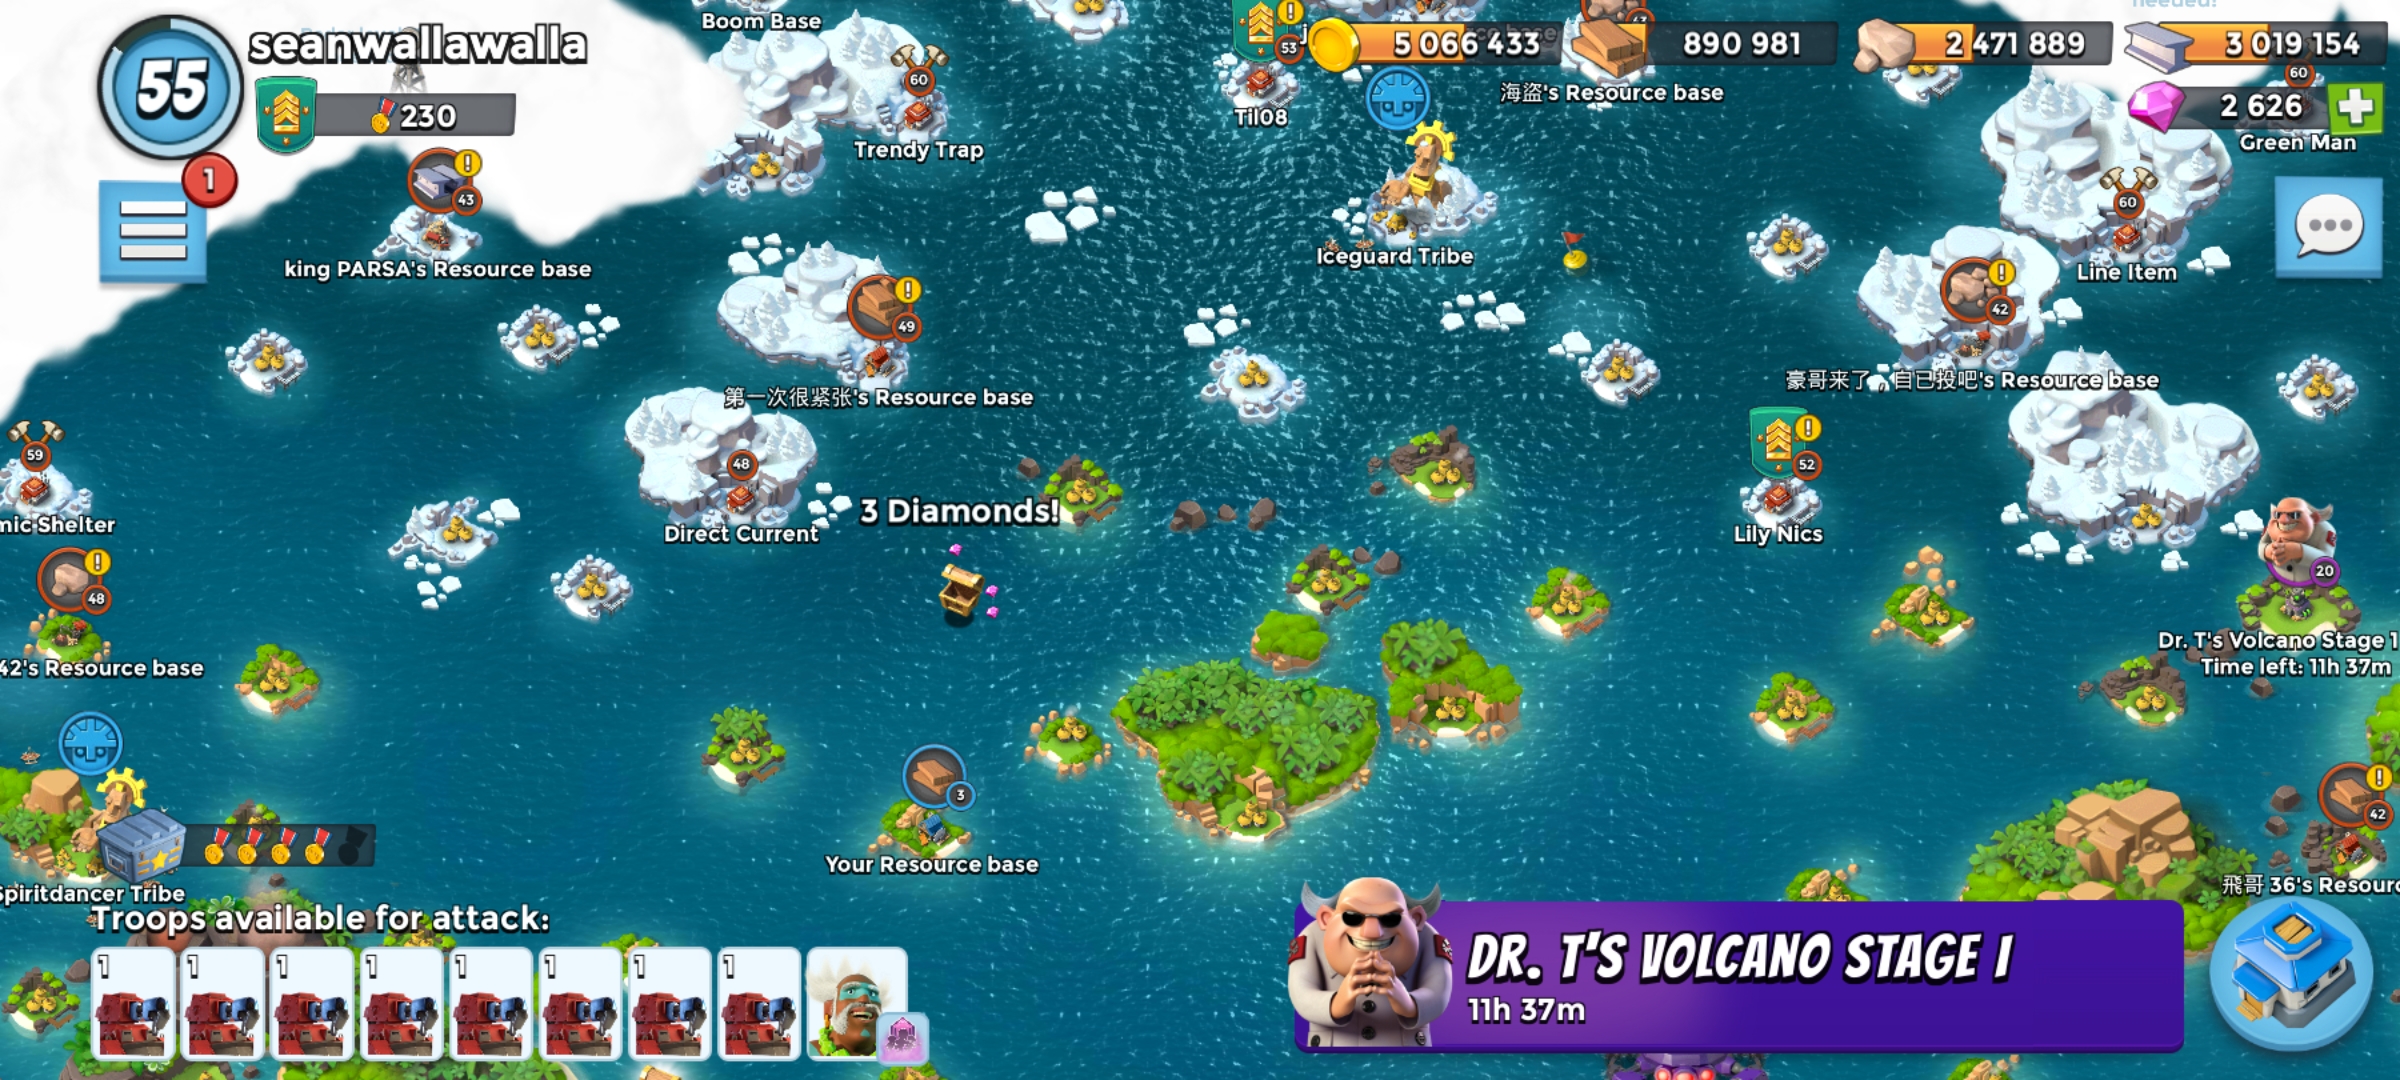 Boom Base
55
seanwallawalla
230
1
60
Trendy Trap
53
Til08
5 066 433
890 981
2 471 889
3 019 154
海盜's Resource base
2 626
60
Green Man
43
king PARSA's Resource base
Iceguard Tribe
60
Line Item
49
第一次很紧张's Resource base
42
豪哥来了，自已投吧's Resource base
59
mic Shelter
48
Direct Current
3 Diamonds!
52
Lily Nics
48
42's Resource base
20
Dr. T's Volcano Stage 1
Time left: 11h 37m
3
Your Resource base
42
飛哥 36's Resourc
Spiritdancer Tribe
Troops available for attack:
1 1 1 1 1 1 1 1
DR. T'S VOLCANO STAGE I
11h 37m